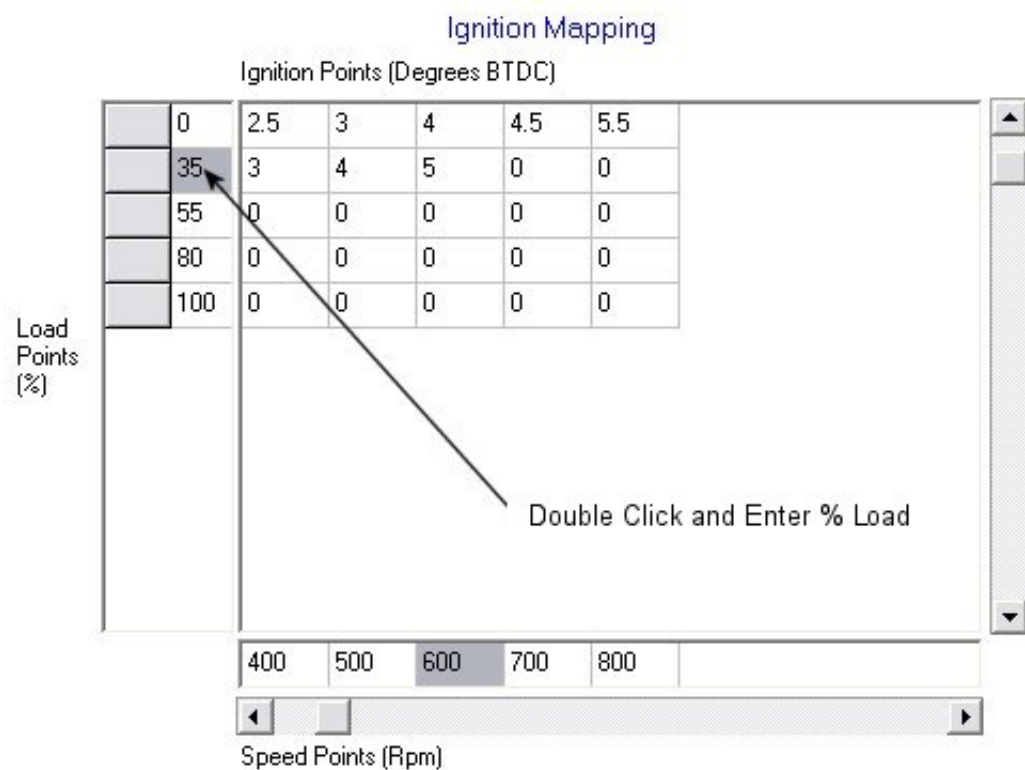 Ignition Mapping
Ignition Points (Degrees BTDC)
0 2.5 3 4 4.5 5.5
35 3 4 5 0 0
55 0 0 0 0 0
80 0 0 0 0 0
100 0 0 0 0 0
Load
Points
(%)
Double Click and Enter % Load
400 500 600 700 800
Speed Points (Rpm)